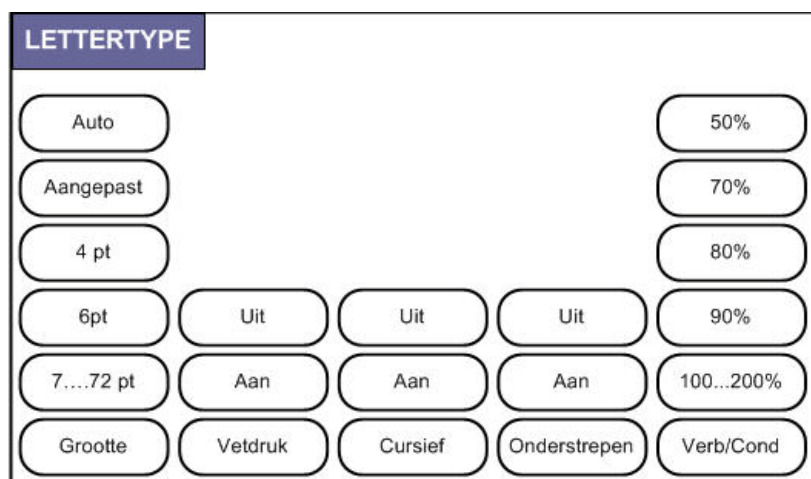 LETTERTYPE
Auto 50%
Aangepast 70%
4 pt 80%
6pt Uit Uit Uit 90%
7....72 pt Aan Aan Aan 100...200%
Grootte Vetdruk Cursief Onderstrepen Verb/Cond